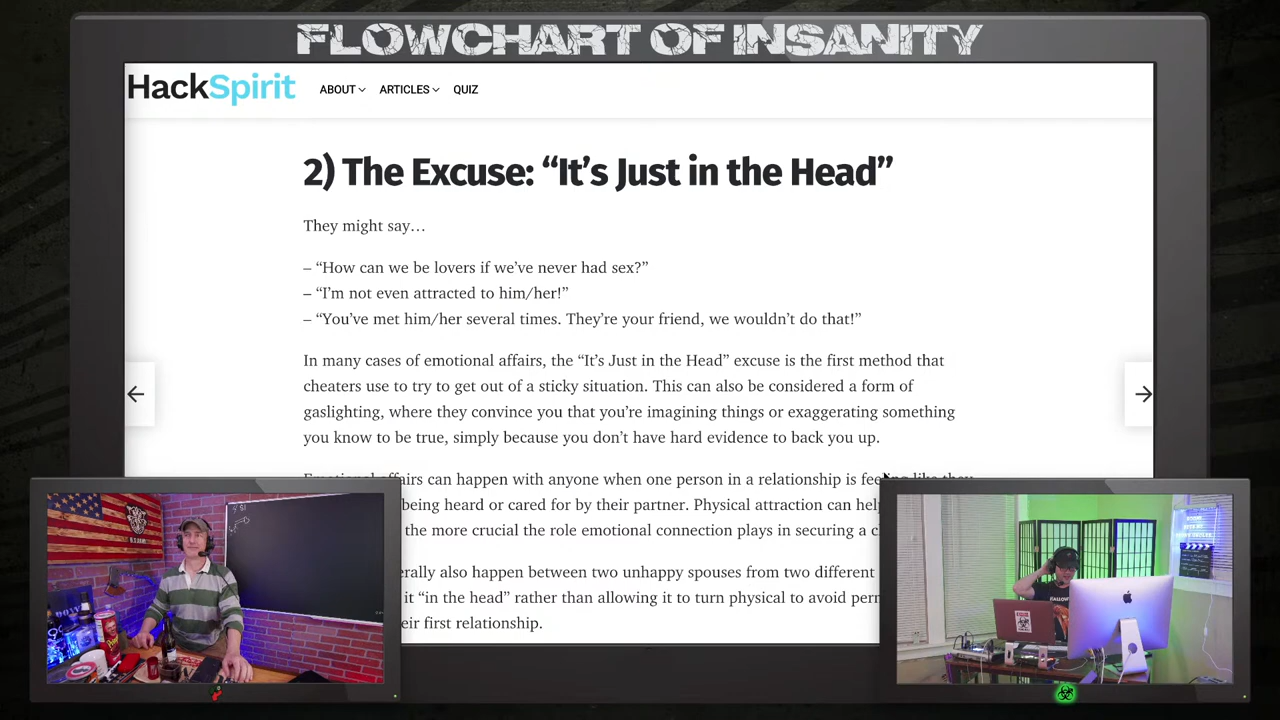 FLOWCHART OF INSANITY
HackSpirit ABOUT ARTICLES QUIZ
2) The Excuse: “It’s Just in the Head”
They might say…
– “How can we be lovers if we’ve never had sex?”
– “I’m not even attracted to him/her!”
– “You’ve met him/her several times. They’re your friend, we wouldn’t do that!”
In many cases of emotional affairs, the “It’s Just in the Head” excuse is the first method that
cheaters use to try to get out of a sticky situation. This can also be considered a form of
gaslighting, where they convince you that you’re imagining things or exaggerating something
you know to be true, simply because you don’t have hard evidence to back you up.
Emotional affairs can happen with anyone when one person in a relationship is feeling like they
being heard or cared for by their partner. Physical attraction can help
the more crucial the role emotional connection plays in securing a
also happen between two unhappy spouses from two different
it “in the head” rather than allowing it to turn physical to avoid
first relationship.